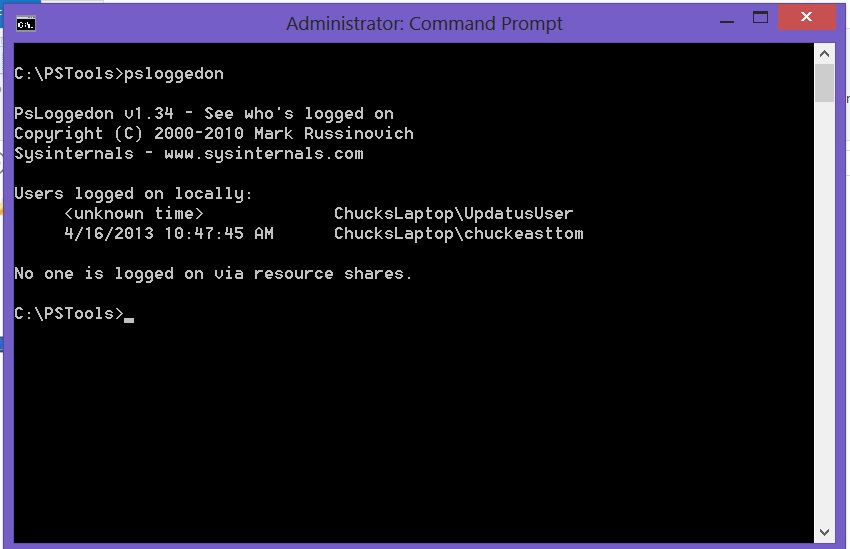 Administrator: Command Prompt
C:\PSTools>psloggedon
PsLoggedon v1.34 - See who's logged on
Copyright (C) 2000-2010 Mark Russinovich
Sysinternals - www.sysinternals.com
Users logged on locally:
<unknown time> ChucksLaptop\UpdatusUser
4/16/2013 10:47:45 AM ChucksLaptop\chuckeasttom
No one is logged on via resource shares.
C:\PSTools>_